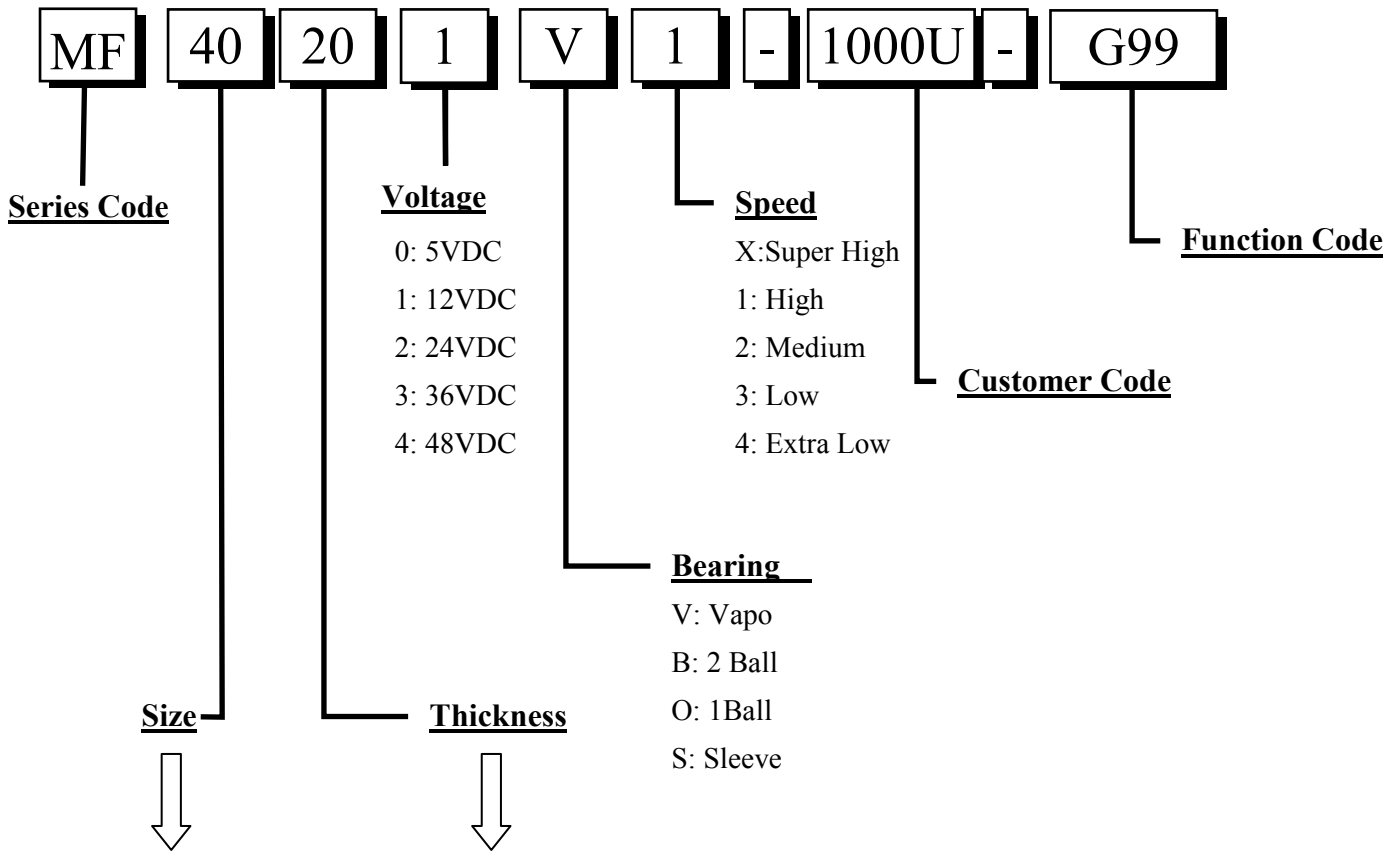 MF 40 20 1 V 1 - 1000U - G99
Series Code
Voltage
0: 5VDC
1: 12VDC
2: 24VDC
3: 36VDC
4: 48VDC
Speed
X:Super High
1: High
2: Medium
3: Low
4: Extra Low
Function Code
Customer Code
Bearing
V: Vapo
B: 2 Ball
O: 1Ball
S: Sleeve
Size
Thickness